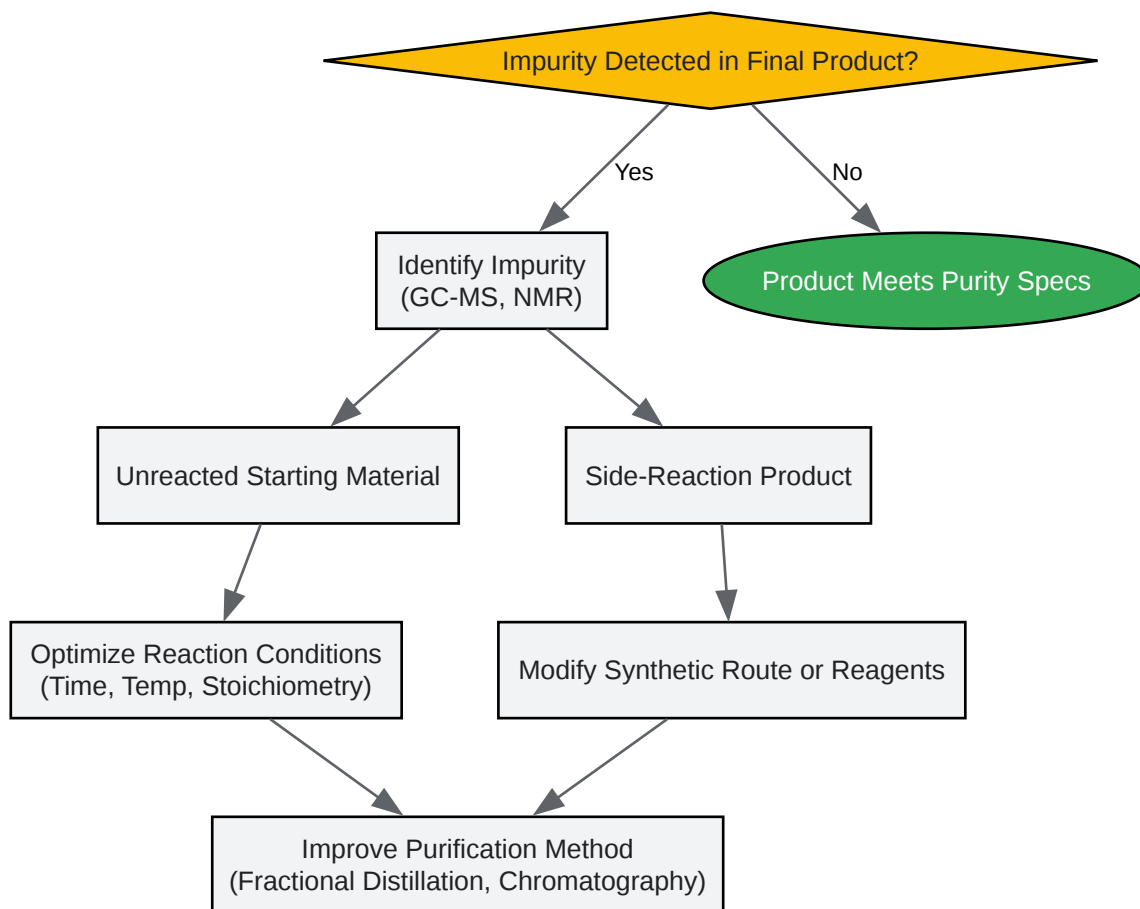 Impurity Detected in Final Product?
Yes
No
Identify Impurity
(GC-MS, NMR)
Product Meets Purity Specs
Unreacted Starting Material
Side-Reaction Product
Optimize Reaction Conditions
(Time, Temp, Stoichiometry)
Modify Synthetic Route or Reagents
Improve Purification Method
(Fractional Distillation, Chromatography)